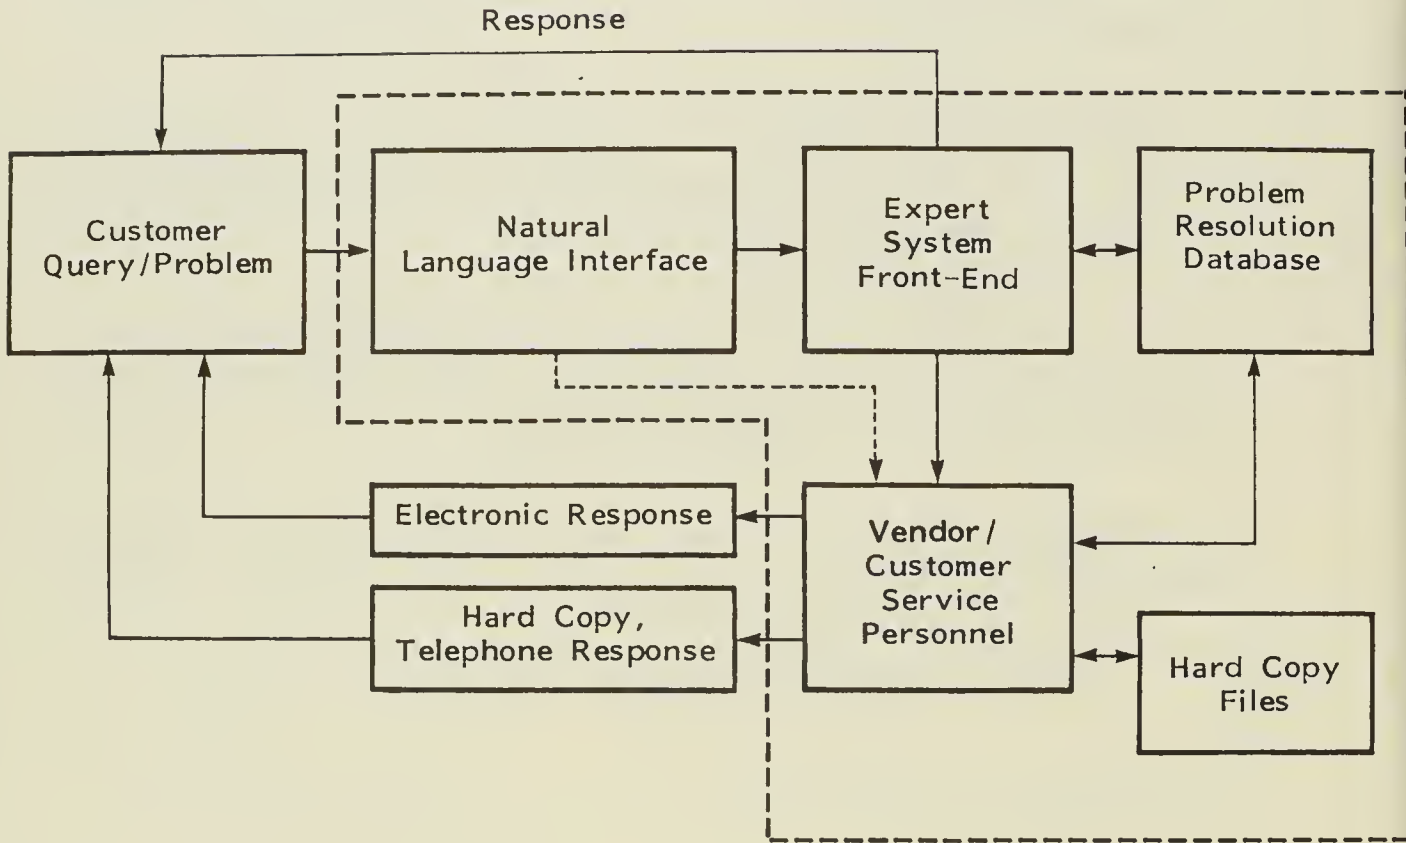 Response
Customer
Query/Problem
Natural
Language Interface
Expert
System
Front-End
Problem
Resolution
Database
Electronic Response
Hard Copy,
Telephone Response
Vendor/
Customer
Service
Personnel
Hard Copy
Files